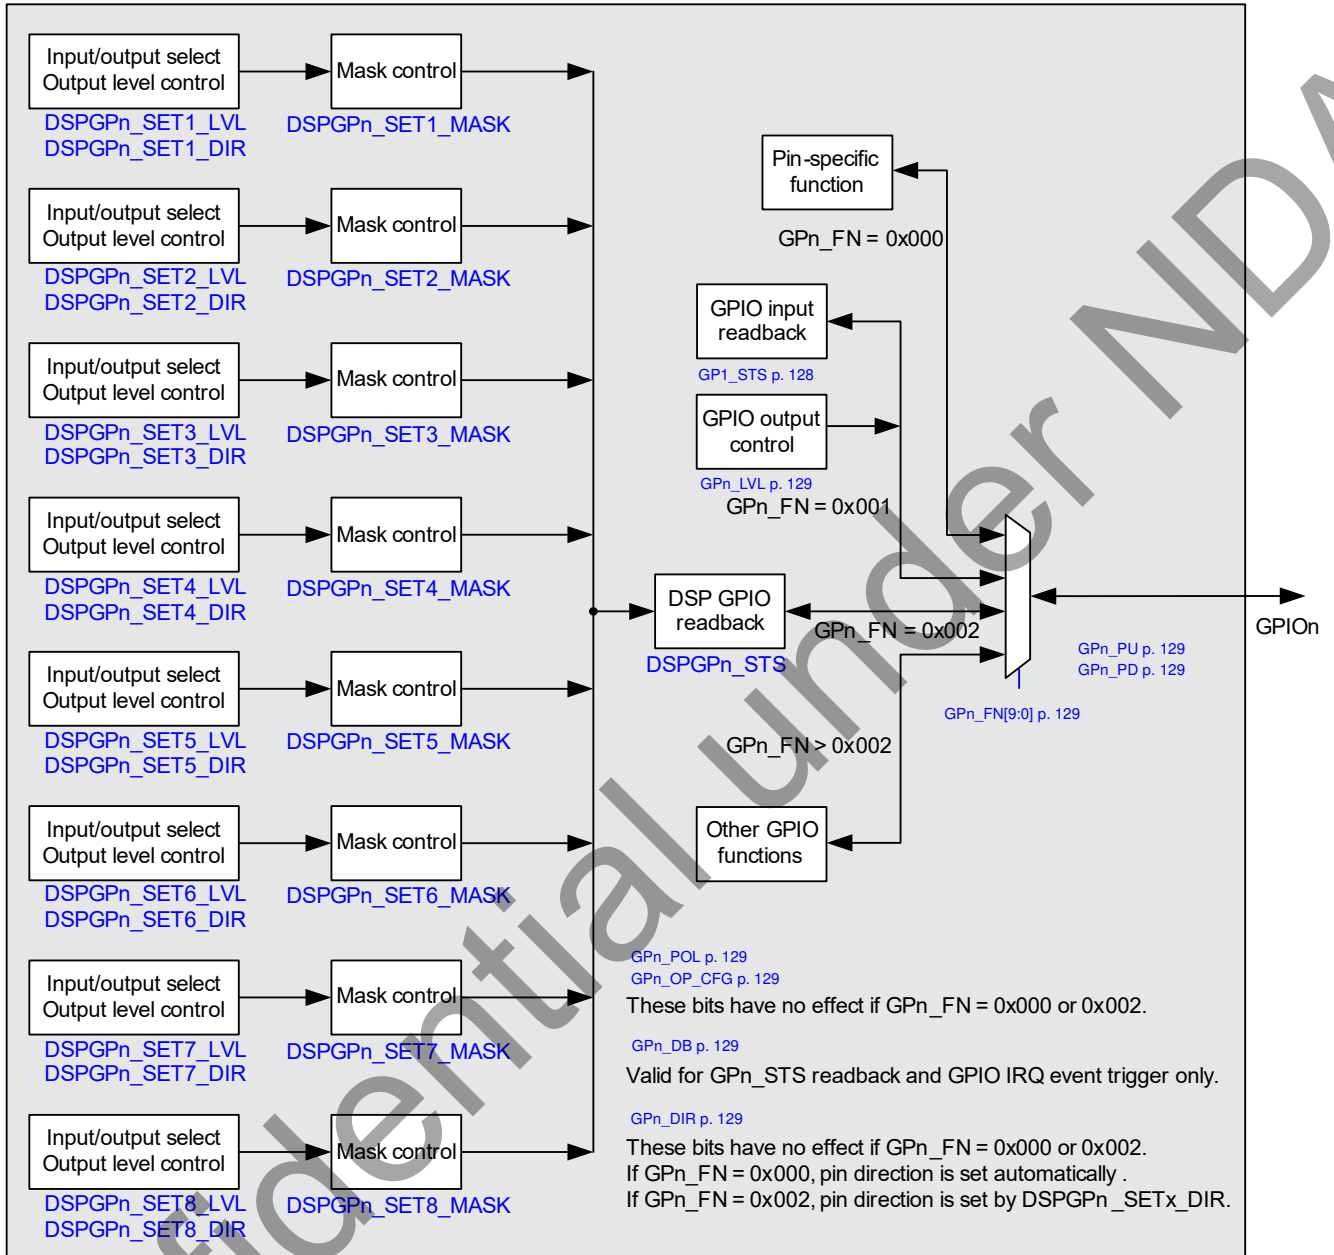 Input/output select
Output level control
DSPGPn_SET1_LVL
DSPGPn_SET1_DIR
Mask control
DSPGPn_SET1_MASK
Input/output select
Output level control
DSPGPn_SET2_LVL
DSPGPn_SET2_DIR
Mask control
DSPGPn_SET2_MASK
Input/output select
Output level control
DSPGPn_SET3_LVL
DSPGPn_SET3_DIR
Mask control
DSPGPn_SET3_MASK
Input/output select
Output level control
DSPGPn_SET4_LVL
DSPGPn_SET4_DIR
Mask control
DSPGPn_SET4_MASK
Input/output select
Output level control
DSPGPn_SET5_LVL
DSPGPn_SET5_DIR
Mask control
DSPGPn_SET5_MASK
Input/output select
Output level control
DSPGPn_SET6_LVL
DSPGPn_SET6_DIR
Mask control
DSPGPn_SET6_MASK
Input/output select
Output level control
DSPGPn_SET7_LVL
DSPGPn_SET7_DIR
Mask control
DSPGPn_SET7_MASK
Input/output select
Output level control
DSPGPn_SET8_LVL
DSPGPn_SET8_DIR
Mask control
DSPGPn_SET8_MASK
Pin-specific
function
GPn_FN = 0x000
GPIO input
readback
GP1_STS p. 128
GPIO output
control
GPn_LVL p. 129
GPn_FN = 0x001
DSP GPIO
readback
DSPGPn_STS
GPn_FN = 0x002
GPn_FN > 0x002
Other GPIO
functions
GPn_FN[9:0] p. 129
GPn_PU p. 129
GPn_PD p. 129
GPIOn
GPn_POL p. 129
GPn_OP_CFG p. 129
These bits have no effect if GPn_FN = 0x000 or 0x002.
GPn_DB p. 129
Valid for GPn_STS readback and GPIO IRQ event trigger only.
GPn_DIR p. 129
These bits have no effect if GPn_FN = 0x000 or 0x002.
If GPn_FN = 0x000, pin direction is set automatically .
If GPn_FN = 0x002, pin direction is set by DSPGPn_SETx_DIR.
fidential under NDA